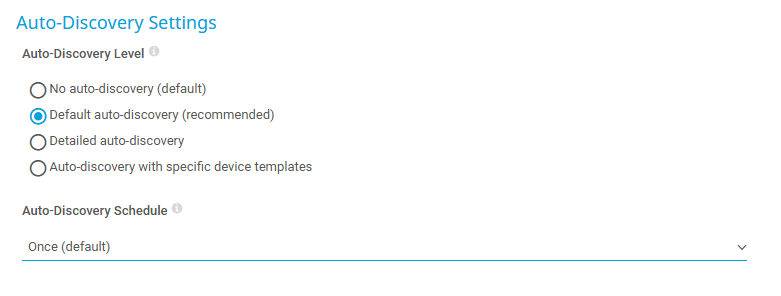 Auto-Discovery Settings
Auto-Discovery Level
No auto-discovery (default)
Default auto-discovery (recommended)
Detailed auto-discovery
Auto-discovery with specific device templates
Auto-Discovery Schedule
Once (default)